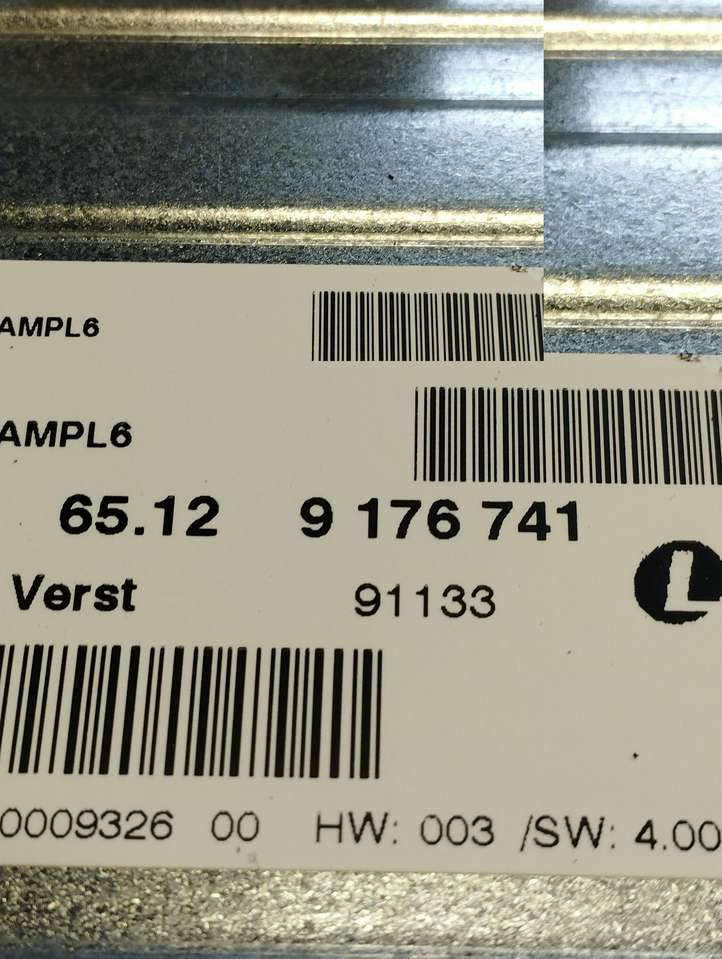 AMPL6
AMPL6
65.12 9 176 741
Verst 91133
L
0009326 00 HW: 003 /SW: 4.00